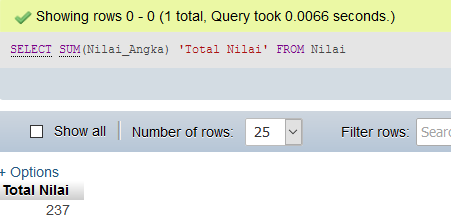 Showing rows 0 - 0 (1 total, Query took 0.0066 seconds.)
SELECT SUM(Nilai_Angka) 'Total Nilai' FROM Nilai
Show all Number of rows: 25 Filter rows: Searc
+ Options
Total Nilai
237